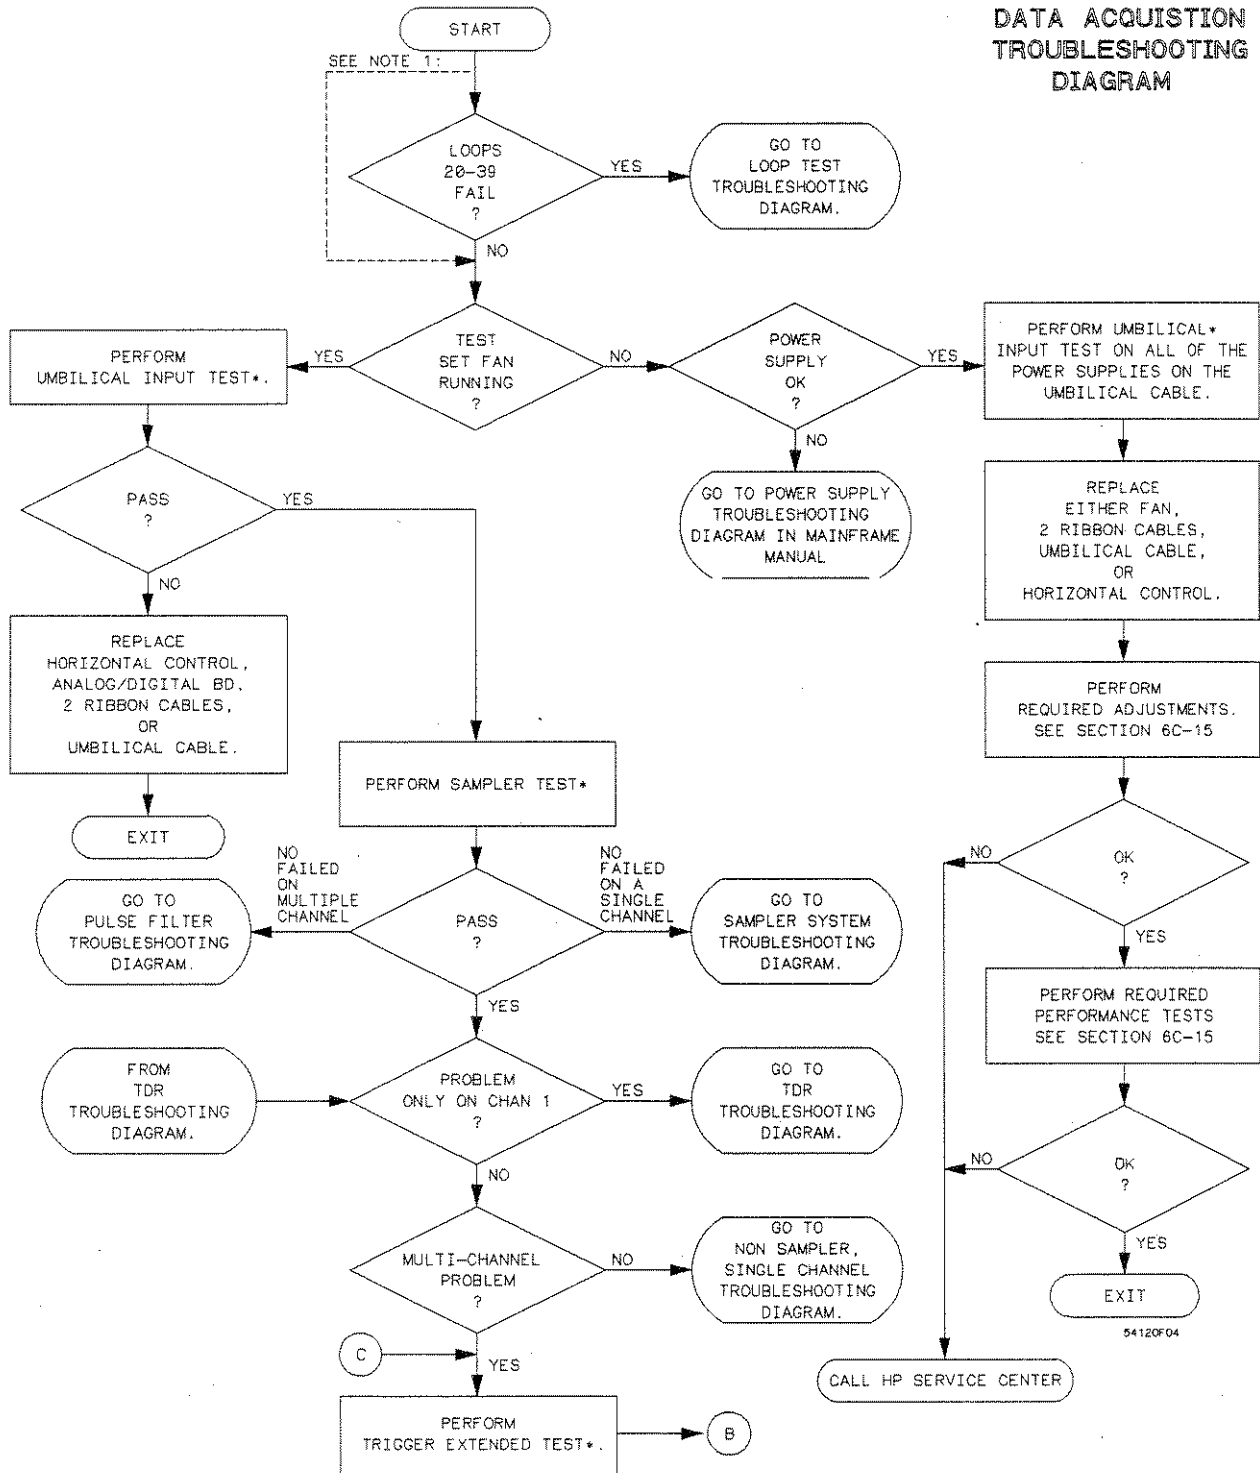 DATA ACQUISTION
TROUBLESHOOTING
DIAGRAM
START
SEE NOTE 1:
LOOPS
20-39
FAIL
?
YES
GO TO
LOOP TEST
TROUBLESHOOTING
DIAGRAM.
NO
TEST
SET FAN
RUNNING
?
YES
PERFORM
UMBILICAL INPUT TEST*.
NO
POWER
SUPPLY
OK
?
YES
PERFORM UMBILICAL*
INPUT TEST ON ALL OF THE
POWER SUPPLIES ON THE
UMBILICAL CABLE.
NO
GO TO POWER SUPPLY
TROUBLESHOOTING
DIAGRAM IN MAINFRAME
MANUAL
REPLACE
EITHER FAN,
2 RIBBON CABLES,
UMBILICAL CABLE,
OR
HORIZONTAL CONTROL.
PASS
?
YES
NO
REPLACE
HORIZONTAL CONTROL,
ANALOG/DIGITAL BD,
2 RIBBON CABLES,
OR
UMBILICAL CABLE.
EXIT
PERFORM
REQUIRED ADJUSTMENTS.
SEE SECTION 6C-15
PERFORM SAMPLER TEST*
NO
FAILED
ON
MULTIPLE
CHANNEL
GO TO
PULSE FILTER
TROUBLESHOOTING
DIAGRAM.
PASS
?
NO
FAILED
ON A
SINGLE
CHANNEL
GO TO
SAMPLER SYSTEM
TROUBLESHOOTING
DIAGRAM.
YES
NO
OK
?
YES
PERFORM REQUIRED
PERFORMANCE TESTS
SEE SECTION 6C-15
FROM
TDR
TROUBLESHOOTING
DIAGRAM.
PROBLEM
ONLY ON CHAN 1
?
YES
GO TO
TDR
TROUBLESHOOTING
DIAGRAM.
NO
NO
OK
?
YES
EXIT
MULTI-CHANNEL
PROBLEM
?
NO
GO TO
NON SAMPLER,
SINGLE CHANNEL
TROUBLESHOOTING
DIAGRAM.
54120F04
C
YES
CALL HP SERVICE CENTER
PERFORM
TRIGGER EXTENDED TEST*.
B